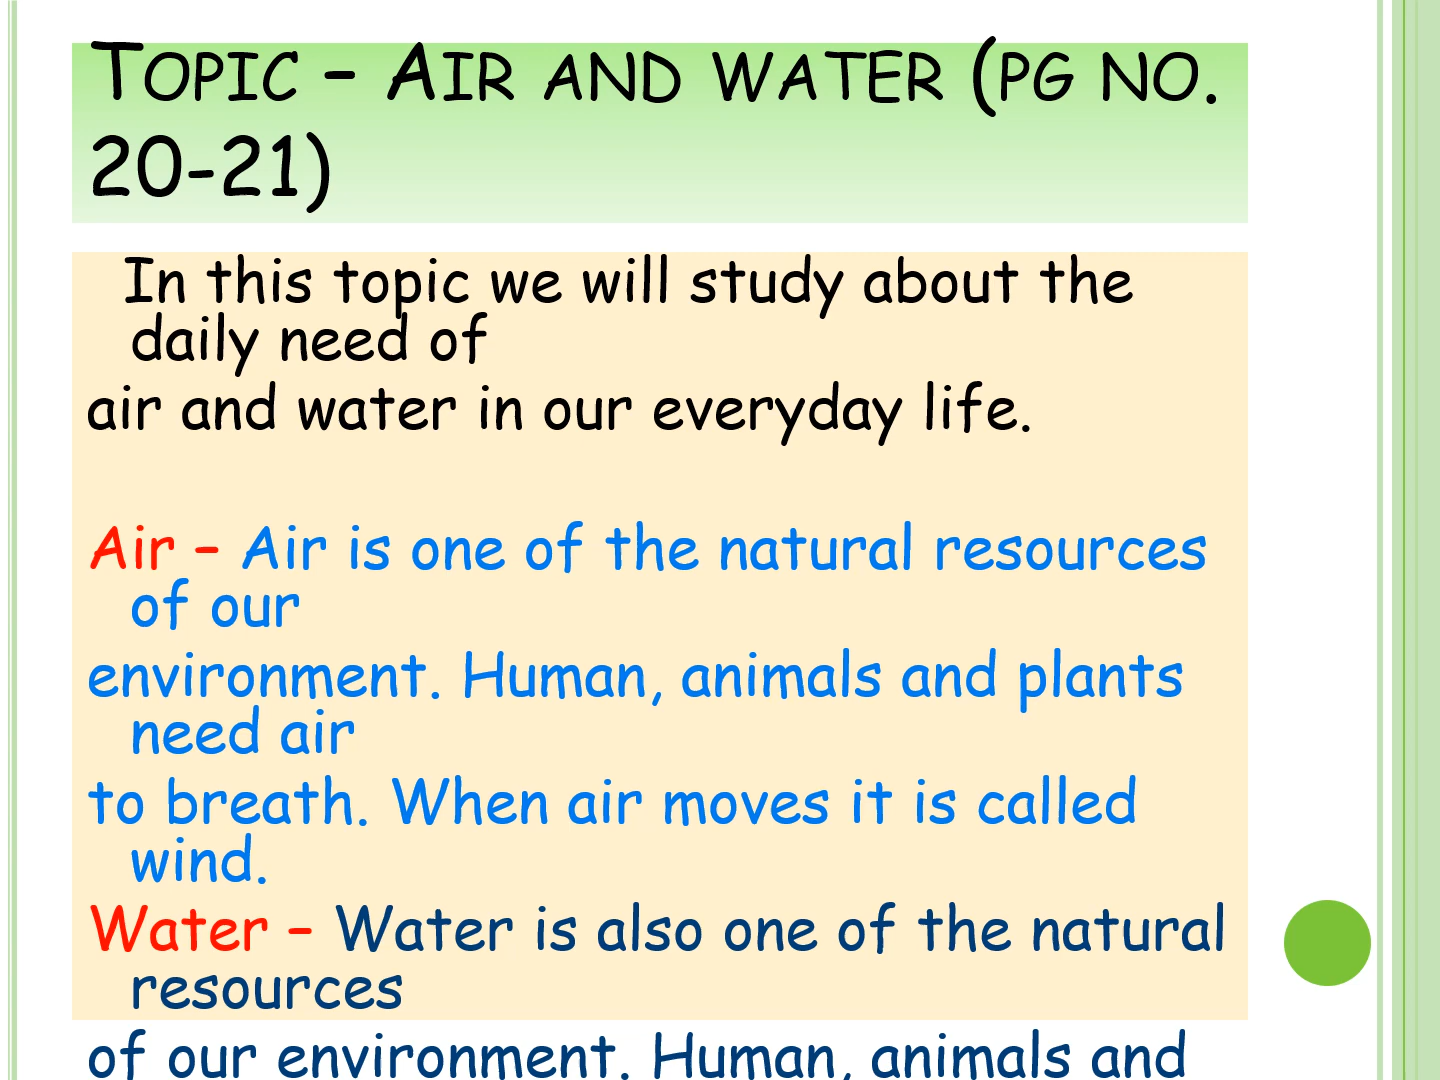 Topic – Air and water (pg no.
20-21)
In this topic we will study about the
daily need of
air and water in our everyday life.
Air – Air is one of the natural resources
of our
environment. Human, animals and plants
need air
to breath. When air moves it is called
wind.
Water – Water is also one of the natural
resources
of our environment. Human, animals and